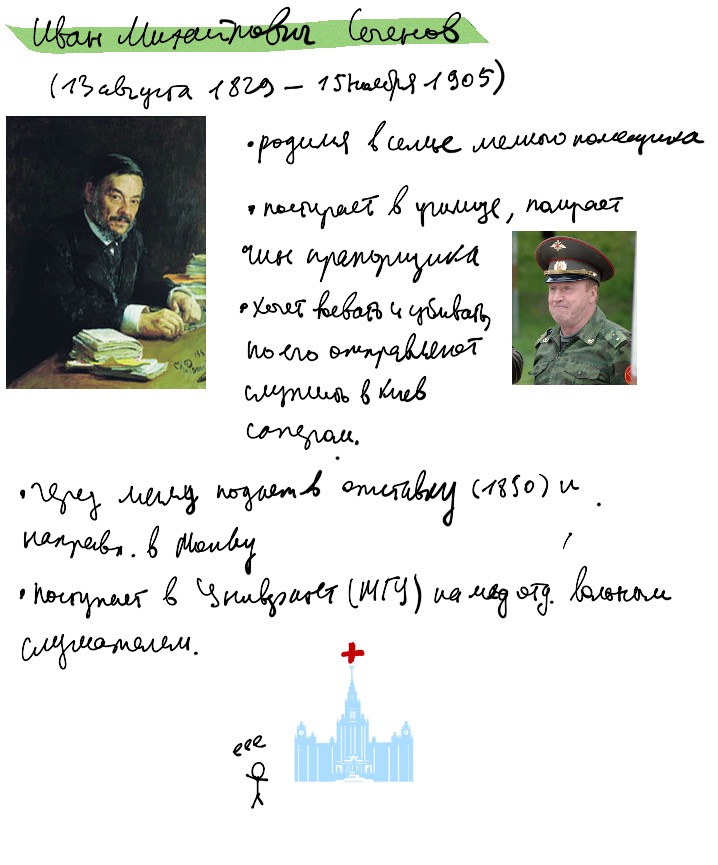 Иван Михайлович Сеченов
(13 августа 1829 – 15 ноября 1905)
• родился в семье мелкого помещика
• поступает в училище, получает
чин прапорщика
• Хочет воевать и убивать,
но его отправляют
служить в Киев
сапером.
• Через месяц подает в отставку (1850) и
направл. в Москву
• Поступает в Университет (МГУ) на мед отд. вольным
слушателем.
еее